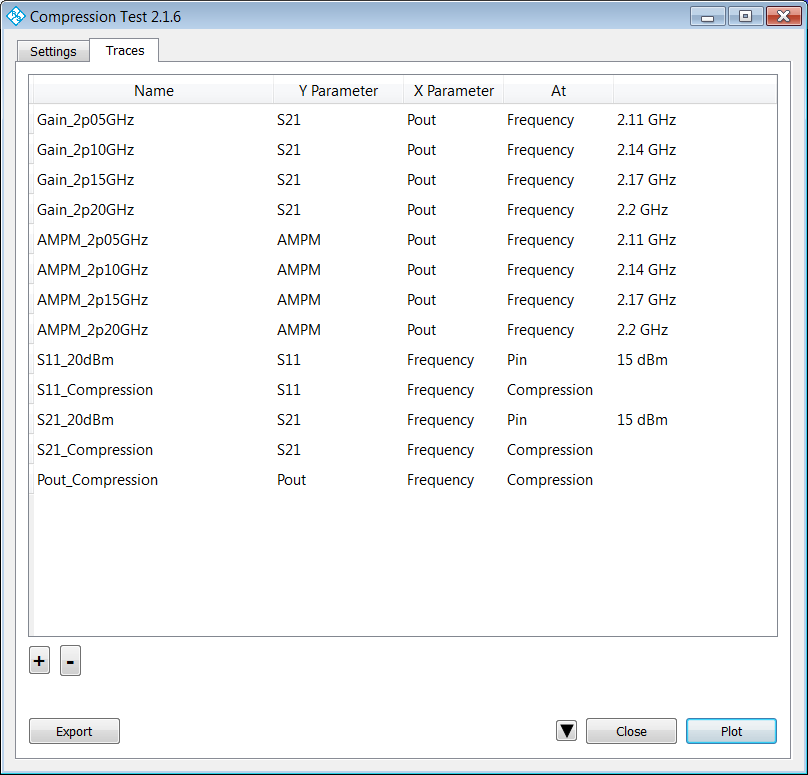 Compression Test 2.1.6
Settings Traces
Name Y Parameter X Parameter At
Gain_2p05GHz S21 Pout Frequency 2.11 GHz
Gain_2p10GHz S21 Pout Frequency 2.14 GHz
Gain_2p15GHz S21 Pout Frequency 2.17 GHz
Gain_2p20GHz S21 Pout Frequency 2.2 GHz
AMPM_2p05GHz AMPM Pout Frequency 2.11 GHz
AMPM_2p10GHz AMPM Pout Frequency 2.14 GHz
AMPM_2p15GHz AMPM Pout Frequency 2.17 GHz
AMPM_2p20GHz AMPM Pout Frequency 2.2 GHz
S11_20dBm S11 Frequency Pin 15 dBm
S11_Compression S11 Frequency Compression
S21_20dBm S21 Frequency Pin 15 dBm
S21_Compression S21 Frequency Compression
Pout_Compression Pout Frequency Compression
+ -
Export Close Plot